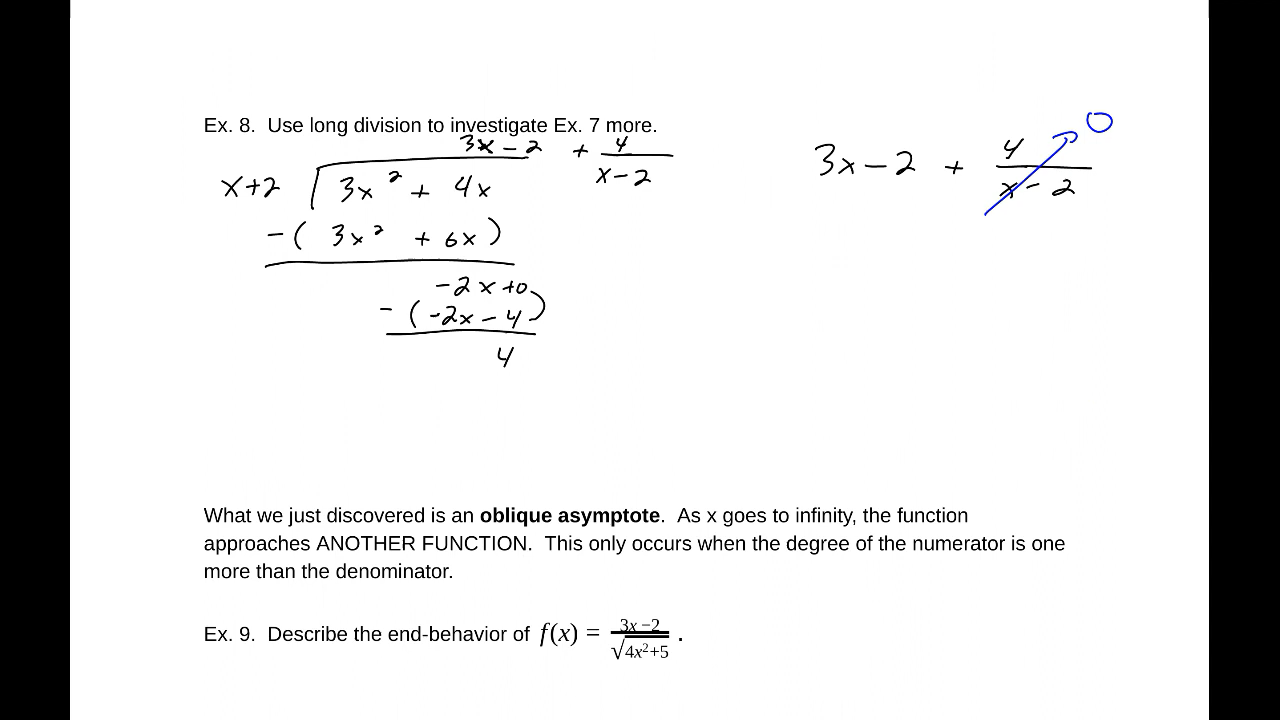 Ex. 8. Use long division to investigate Ex. 7 more.
3x - 2 + 4/(x - 2)
x + 2 3x² + 4x
- ( 3x² + 6x )
-2x + 0
- ( -2x - 4 )
4
3x - 2 + 4/(x - 2) 0
What we just discovered is an oblique asymptote. As x goes to infinity, the function
approaches ANOTHER FUNCTION. This only occurs when the degree of the numerator is one
more than the denominator.
Ex. 9. Describe the end-behavior of f(x) = (3x−2)/√(4x²+5) .